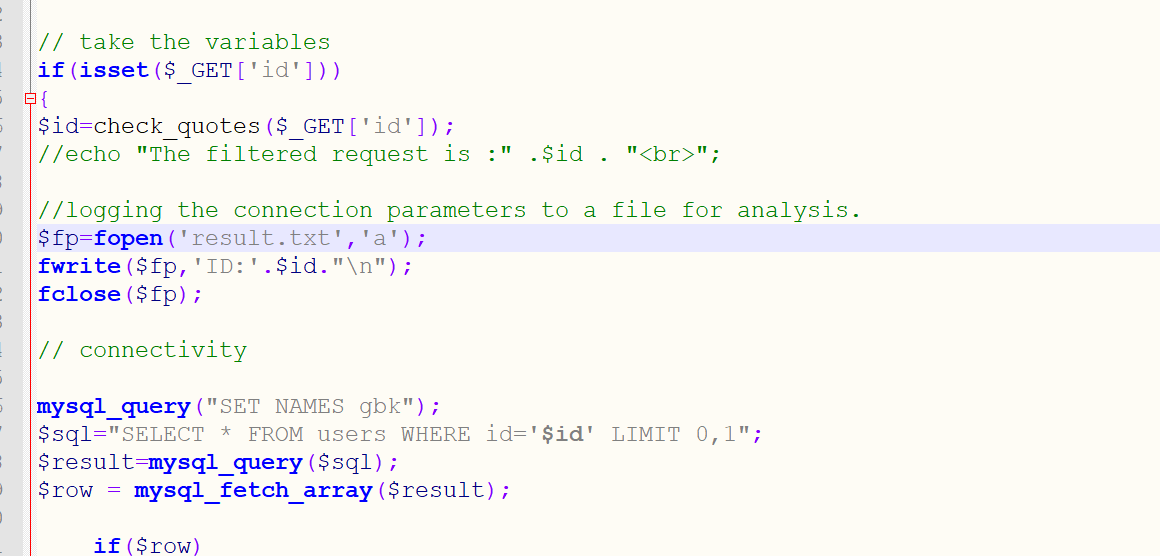 // take the variables
if(isset($_GET['id']))
{
$id=check_quotes($_GET['id']);
//echo "The filtered request is :" .$id . "<br>";
//logging the connection parameters to a file for analysis.
$fp=fopen('result.txt','a');
fwrite($fp,'ID:'.$id."\n");
fclose($fp);
// connectivity
mysql_query("SET NAMES gbk");
$sql="SELECT * FROM users WHERE id='$id' LIMIT 0,1";
$result=mysql_query($sql);
$row = mysql_fetch_array($result);
if($row)